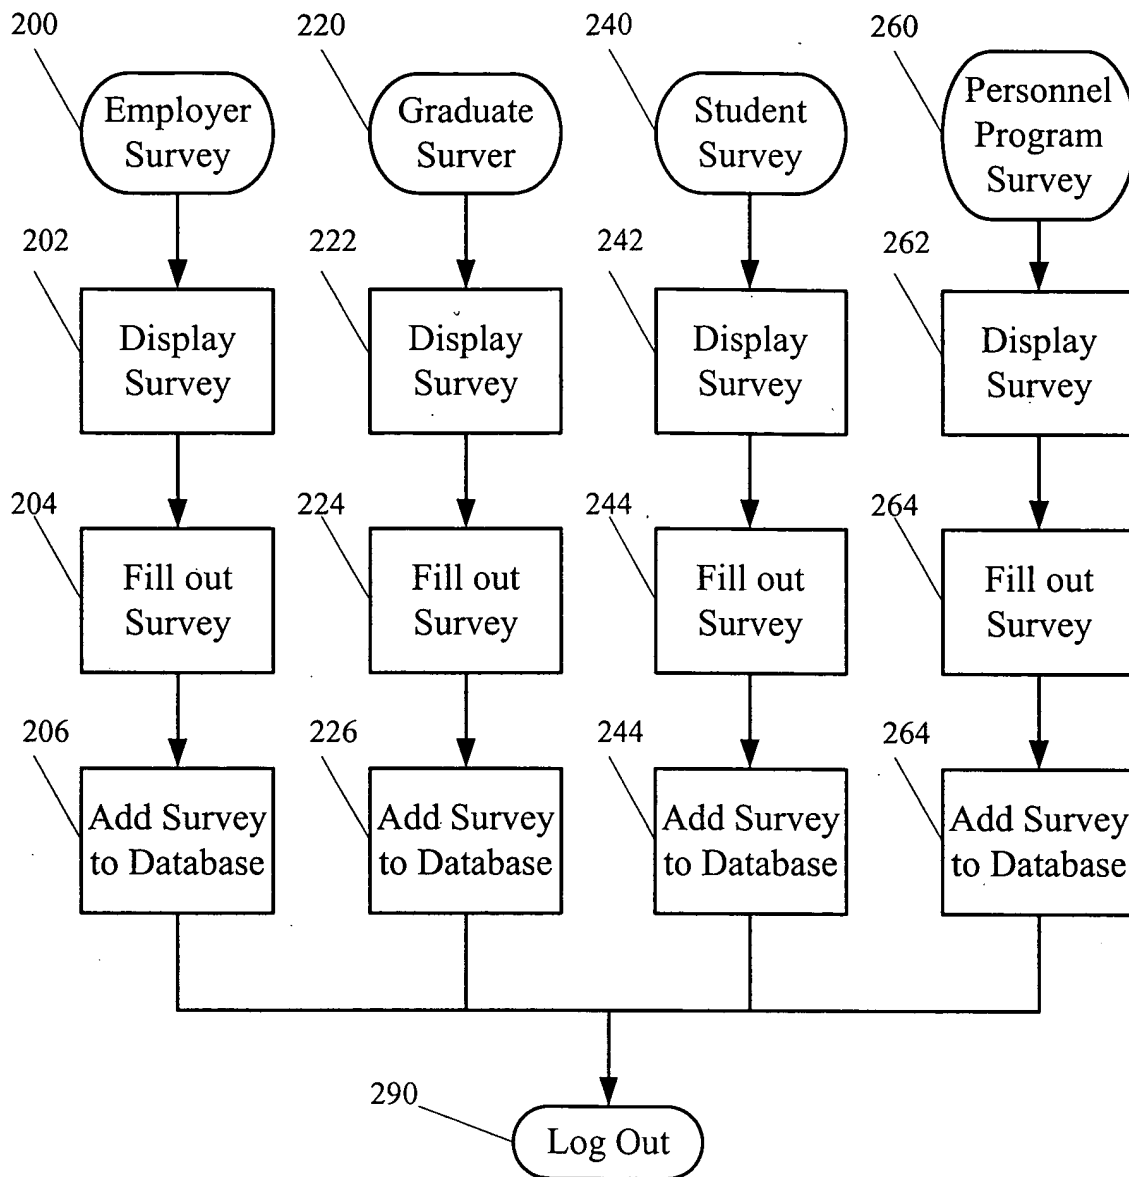 200
220
240
260
Employer
Survey
Graduate
Surver
Student
Survey
Personnel
Program
Survey
202
222
242
262
Display
Survey
Display
Survey
Display
Survey
Display
Survey
204
224
244
264
Fill out
Survey
Fill out
Survey
Fill out
Survey
Fill out
Survey
206
226
244
264
Add Survey
to Database
Add Survey
to Database
Add Survey
to Database
Add Survey
to Database
290
Log Out